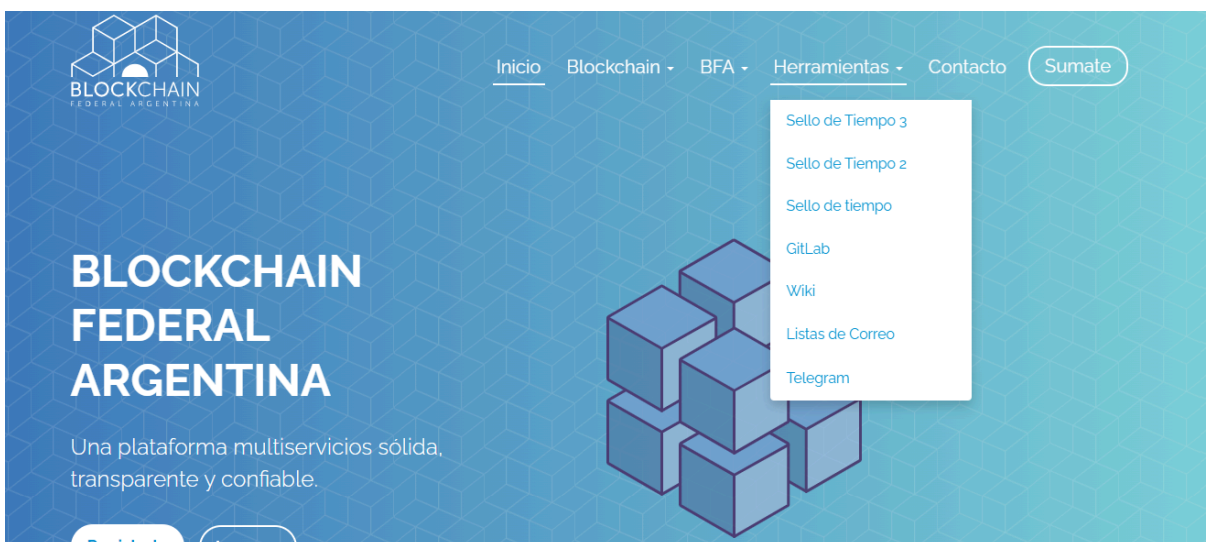 BLOCKCHAIN
FEDERAL ARGENTINA
Inicio Blockchain BFA Herramientas Contacto Sumate
Sello de Tiempo 3
Sello de Tiempo 2
Sello de tiempo
GitLab
Wiki
Listas de Correo
Telegram
BLOCKCHAIN
FEDERAL
ARGENTINA
Una plataforma multiservicios sólida,
transparente y confiable.